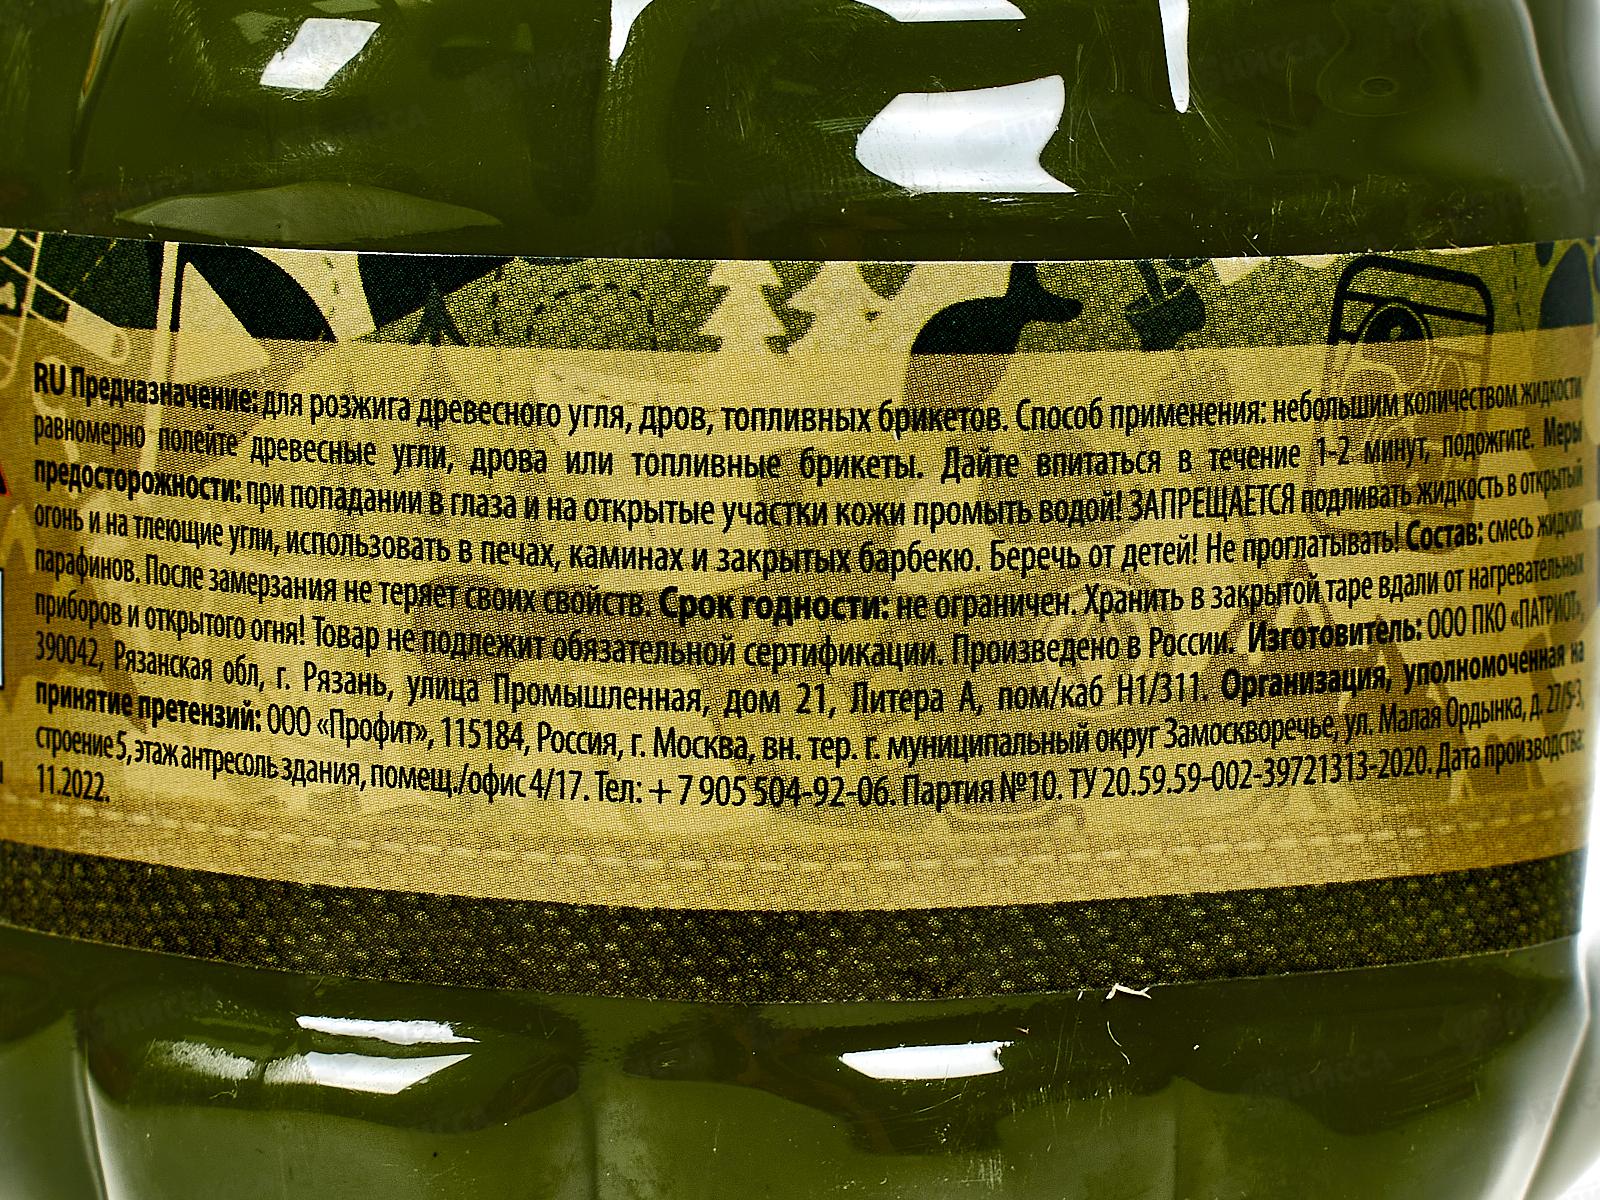 RU Предназначение: для розжига древесного угля, дров, топливных брикетов. Способ применения: небольшим количеством жидкости
равномерно полейте древесные угли, дрова или топливные брикеты. Дайте впитаться в течение 1-2 минут, подожгите. Меры
предосторожности: при попадании в глаза и на открытые участки кожи промыть водой! ЗАПРЕЩАЕТСЯ подливать жидкость в открытый
огонь и на тлеющие угли, использовать в печах, каминах и закрытых барбекю. Беречь от детей! Не проглатывать! Состав: смесь жидких
парафинов. После замерзания не теряет своих свойств. Срок годности: не ограничен. Хранить в закрытой таре вдали от нагревательных
приборов и открытого огня! Товар не подлежит обязательной сертификации. Произведено в России. Изготовитель: ООО ПКО «ПАТРИОТ»,
390042, Рязанская обл, г. Рязань, улица Промышленная, дом 21, Литера А, пом/каб Н1/311. Организация, уполномоченная на
принятие претензий: ООО «Профит», 115184, Россия, г. Москва, вн. тер. г. муниципальный округ Замоскворечье, ул. Малая Ордынка, д. 27/5-3,
строение 5, этаж антресоль здания, помещ./офис 4/17. Тел: + 7 905 504-92-06. Партия №10. ТУ 20.59.59-002-39721313-2020. Дата производства:
11.2022.